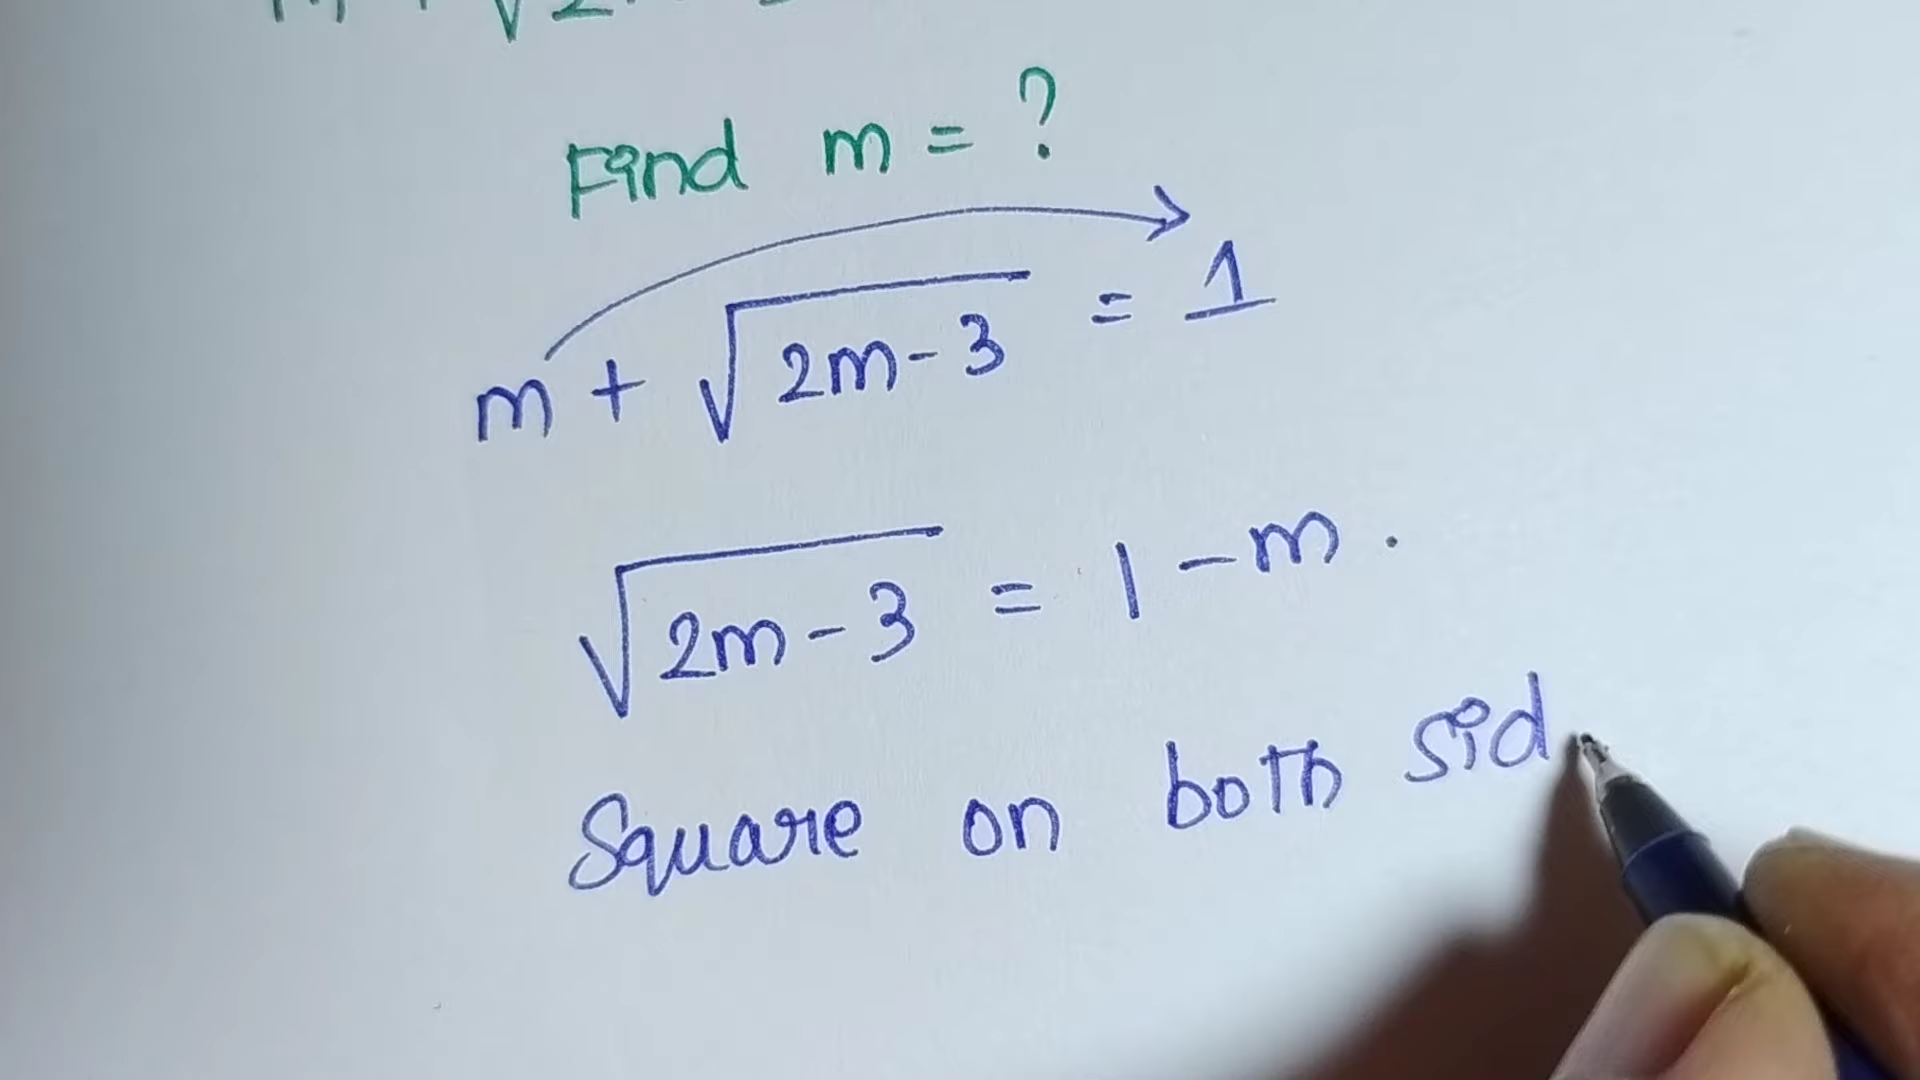 Find m = ?
m + √2m-3 = 1
√2m-3 = 1-m.
Square on both sid